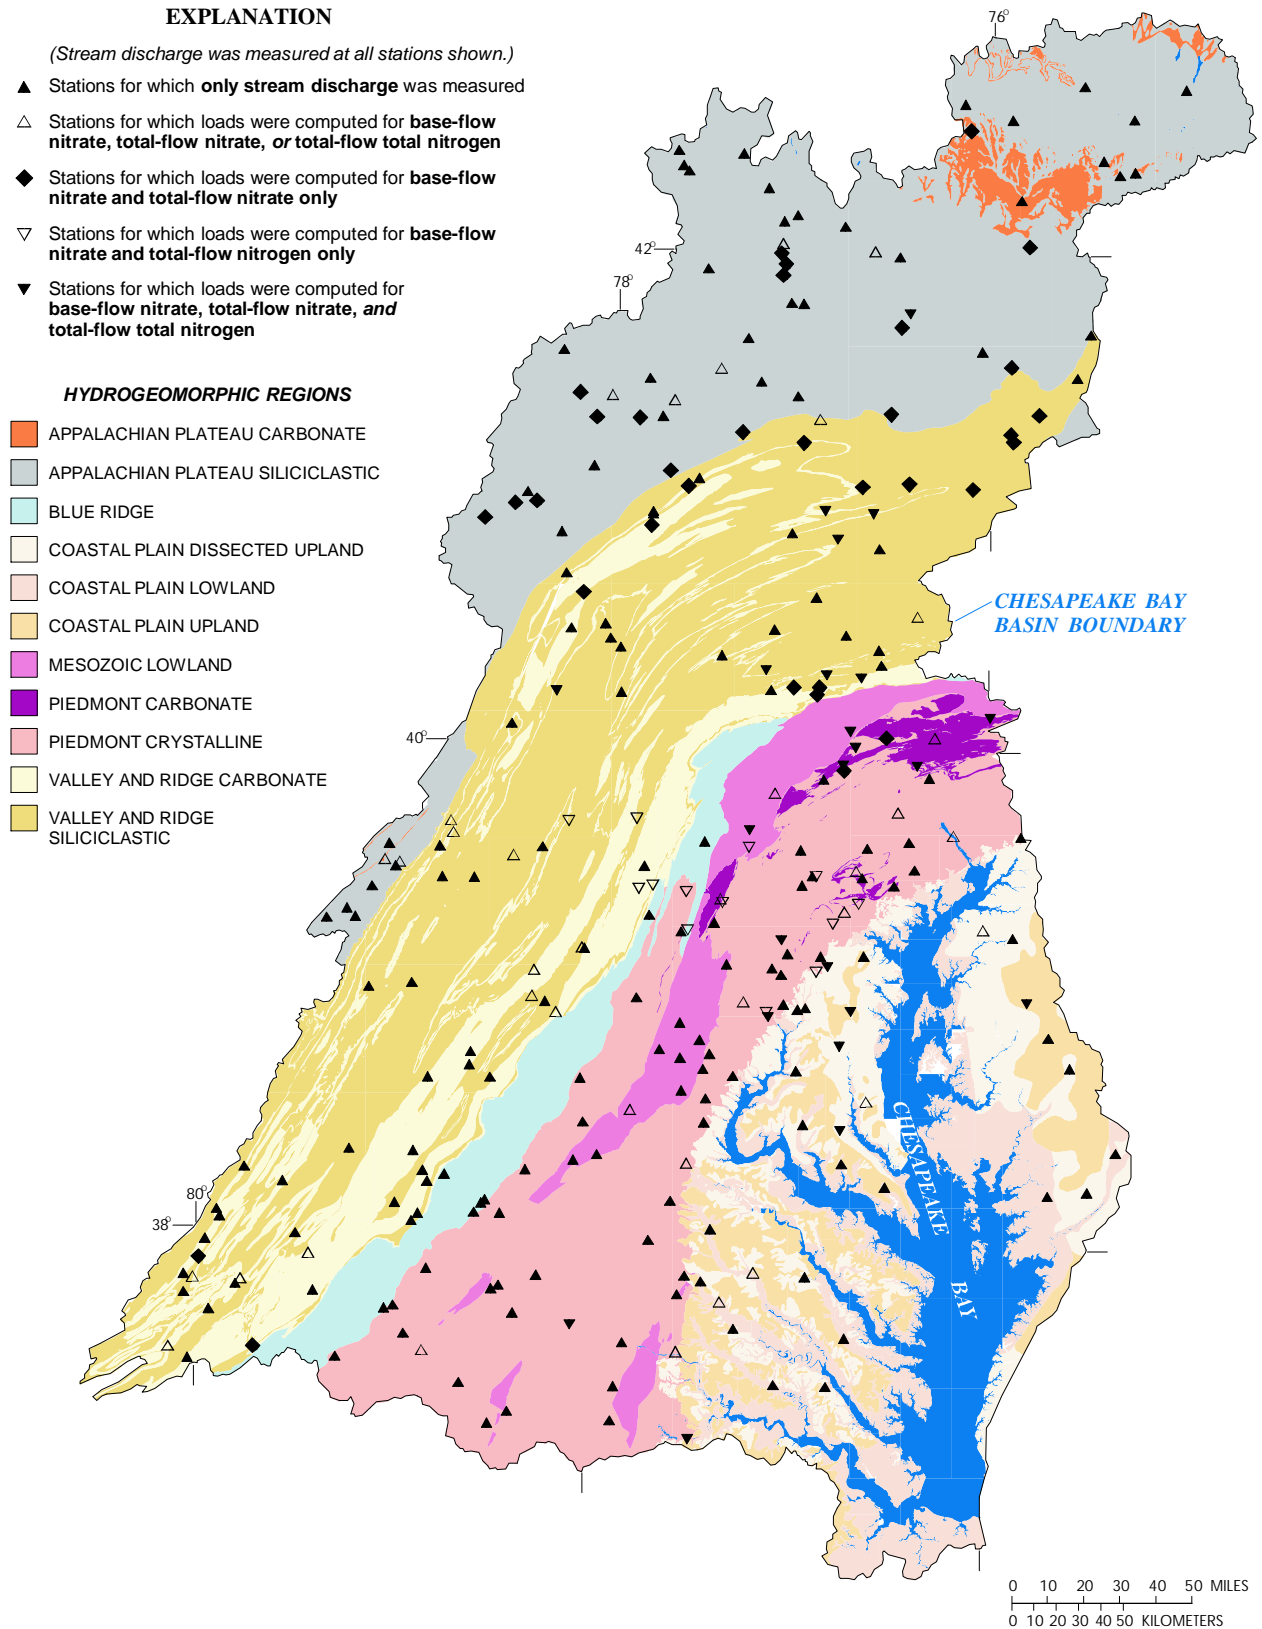 EXPLANATION
(Stream discharge was measured at all stations shown.)
Stations for which only stream discharge was measured
Stations for which loads were computed for base-flow
nitrate, total-flow nitrate, or total-flow total nitrogen
Stations for which loads were computed for base-flow
nitrate and total-flow nitrate only
Stations for which loads were computed for base-flow
nitrate and total-flow nitrogen only
Stations for which loads were computed for
base-flow nitrate, total-flow nitrate, and
total-flow total nitrogen
HYDROGEOMORPHIC REGIONS
APPALACHIAN PLATEAU CARBONATE
APPALACHIAN PLATEAU SILICICLASTIC
BLUE RIDGE
COASTAL PLAIN DISSECTED UPLAND
COASTAL PLAIN LOWLAND
COASTAL PLAIN UPLAND
MESOZOIC LOWLAND
PIEDMONT CARBONATE
PIEDMONT CRYSTALLINE
VALLEY AND RIDGE CARBONATE
VALLEY AND RIDGE
SILICICLASTIC
76°
42°
78°
CHESAPEAKE BAY
BASIN BOUNDARY
40°
CHESAPEAKE
BAY
80°
38°
0 10 20 30 40 50 MILES
0 10 20 30 40 50 KILOMETERS